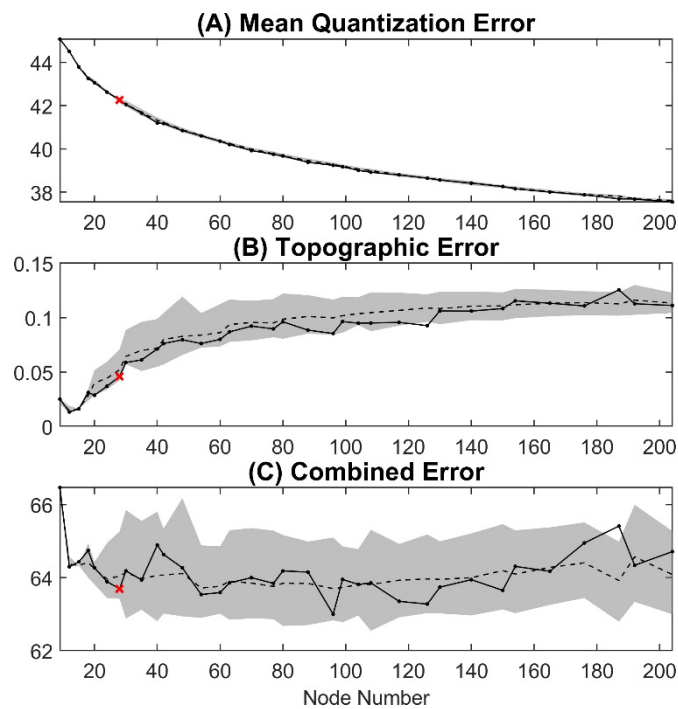 (A) Mean Quantization Error
44
42
40
38
20 40 60 80 100 120 140 160 180 200
(B) Topographic Error
0.15
0.1
0.05
0
20 40 60 80 100 120 140 160 180 200
(C) Combined Error
66
64
62
20 40 60 80 100 120 140 160 180 200
Node Number